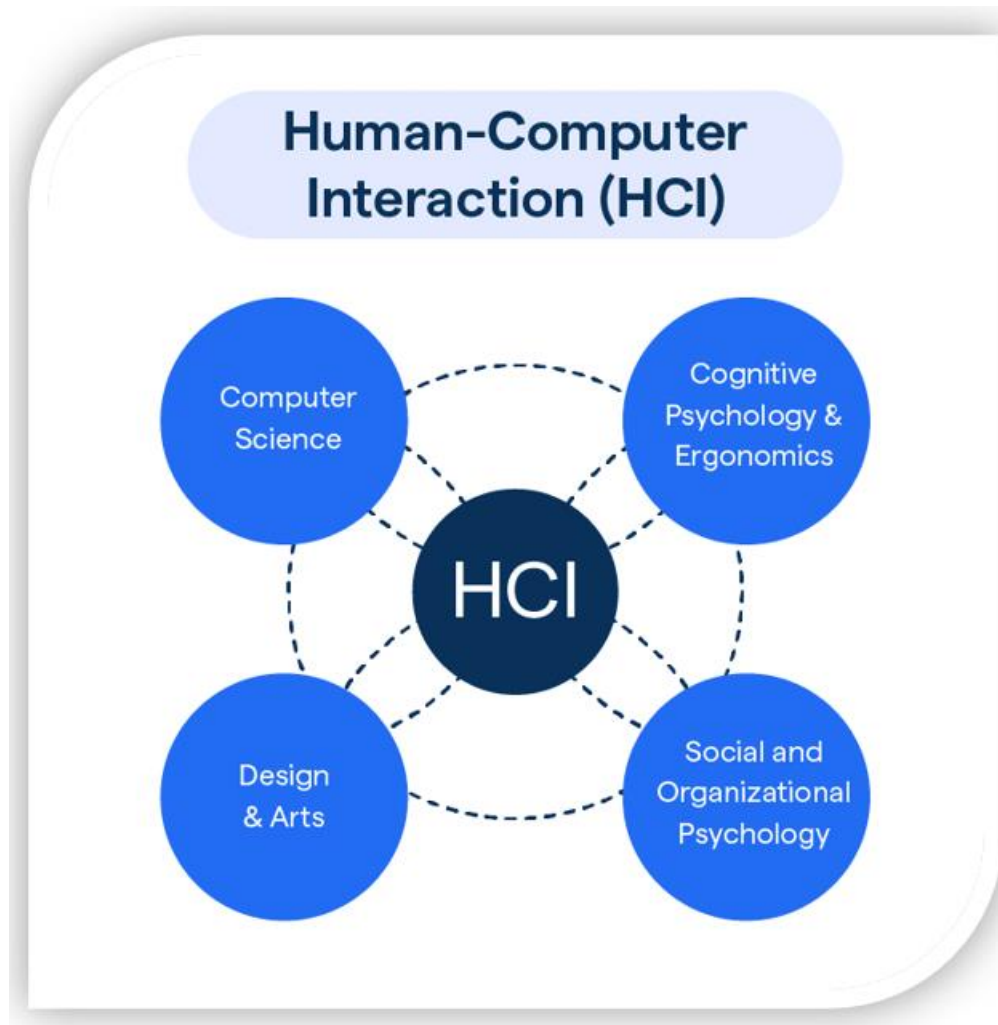 Human-Computer
Interaction (HCI)
Computer
Science
Cognitive
Psychology &
Ergonomics
HCI
Design
& Arts
Social and
Organizational
Psychology